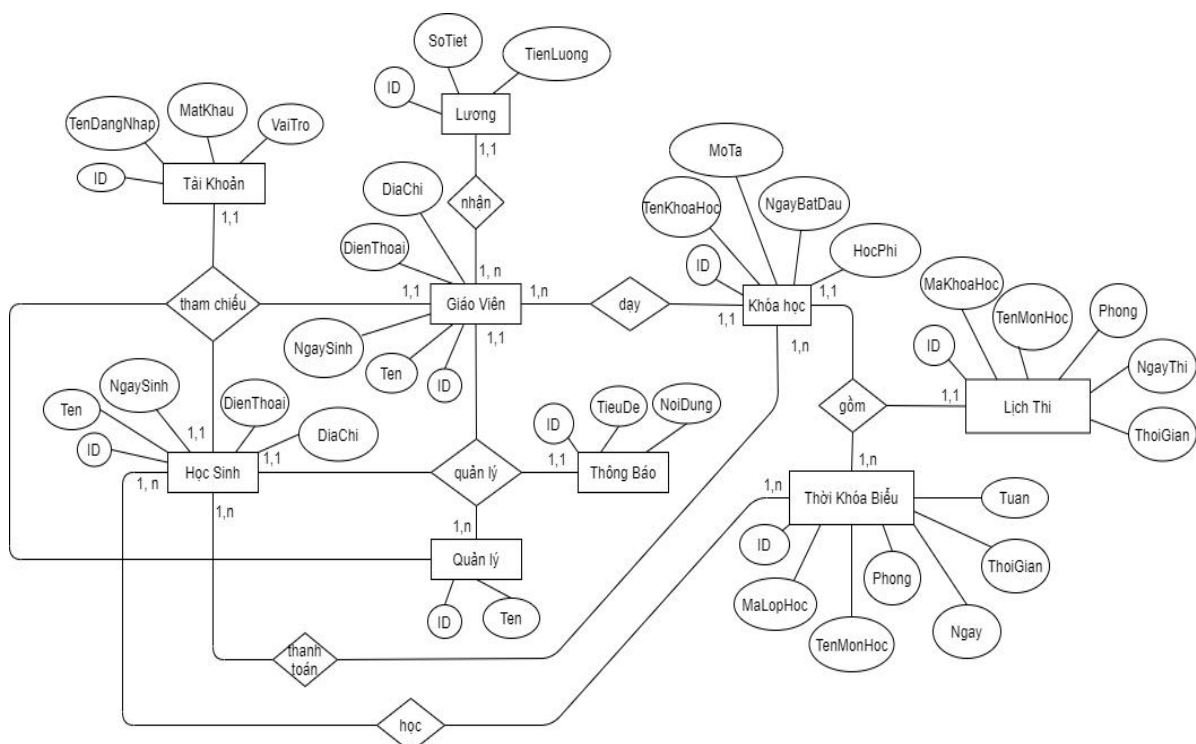 SoTiet
TienLuong
ID
Lương
1,1
nhận
1, n
TenDangNhap
MatKhau
VaiTro
ID
Tài Khoản
1,1
tham chiếu
DiaChi
DienThoai
1,1
Giáo Viên
1,n
1,1
NgaySinh
Ten
ID
dạy
MoTa
TenKhoaHoc
NgayBatDau
HocPhi
ID
Khóa học
1,1
1,1
1,n
gồm
MaKhoaHoc
TenMonHoc
Phong
ID
NgayThi
1,1
Lịch Thi
ThoiGian
NgaySinh
Ten
DienThoai
ID
DiaChi
1,1
1,1
Học Sinh
1, n
1,n
quản lý
TieuDe
NoiDung
ID
1,1
Thông Báo
1,n
Quản lý
ID
Ten
1,n
1,n
Thời Khóa Biểu
Tuan
ID
ThoiGian
Phong
MaLopHoc
Ngay
TenMonHoc
thanh
toán
học